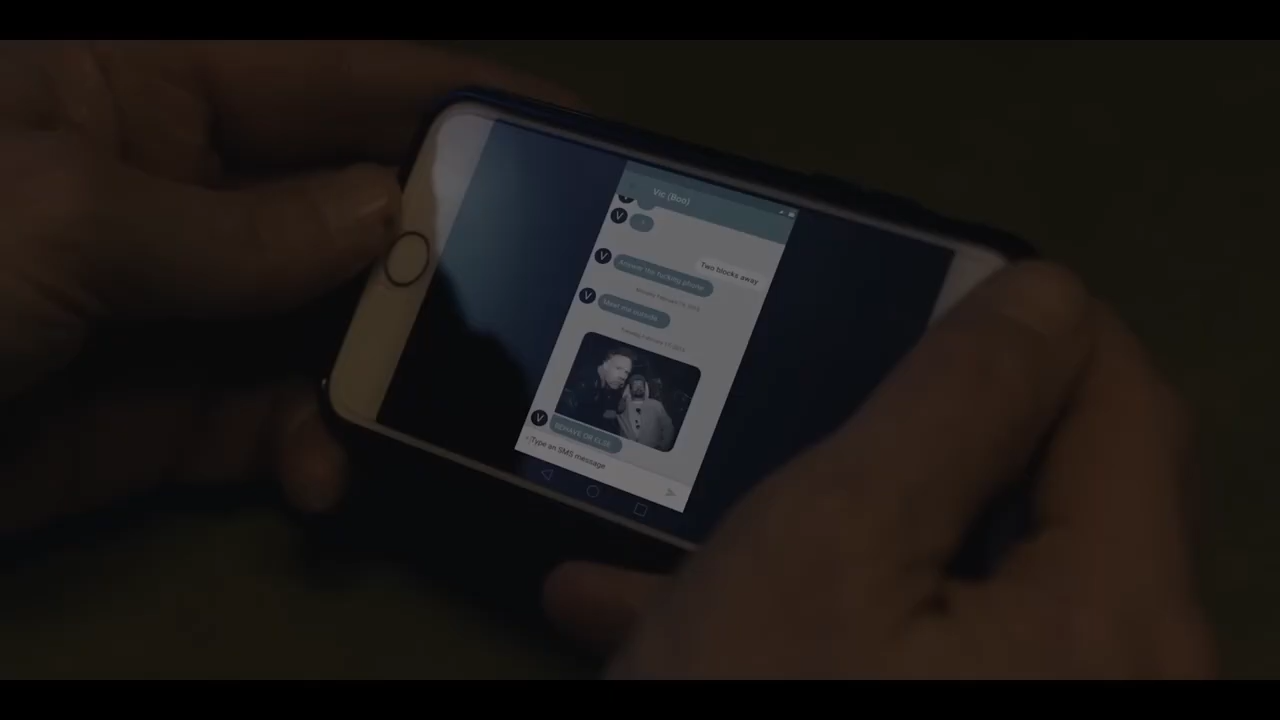 Vic (Boo)
V
V
Two blocks away
V
Answer the fucking phone
V
Meet me outside
V
BEHAVE OR ELSE
Type an SMS message